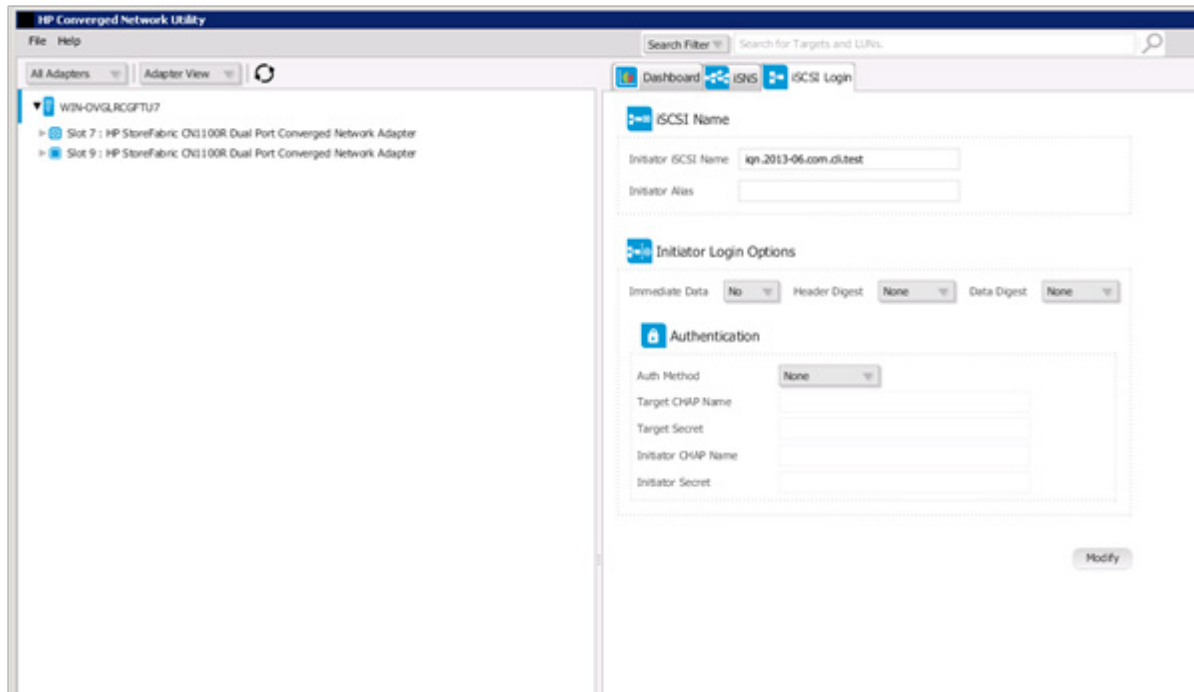 HP Converged Network Utility
File Help
Search Filter Search for Targets and LUNs.
All Adapters Adapter View
Dashboard iSNS iSCSI Login
WIN-OVGLRCGFTU7
Slot 7 : HP StoreFabric CN1100R Dual Port Converged Network Adapter
Slot 9 : HP StoreFabric CN1100R Dual Port Converged Network Adapter
iSCSI Name
Initiator iSCSI Name iqn.2013-06.com.cli.test
Initiator Alias
Initiator Login Options
Immediate Data No Header Digest None Data Digest None
Authentication
Auth Method None
Target CHAP Name
Target Secret
Initiator CHAP Name
Initiator Secret
Modify